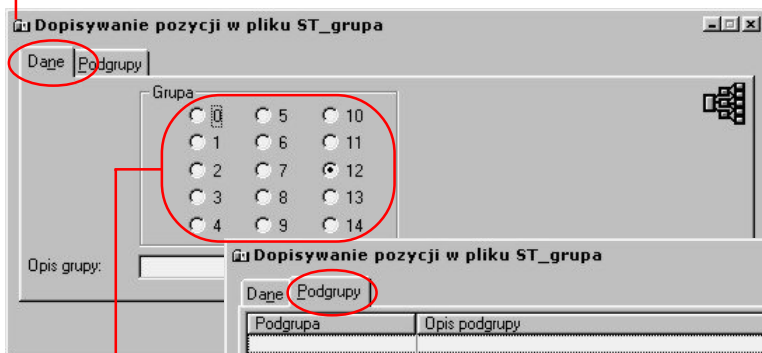 Dopisywanie pozycji w pliku ST_grupa
Dane Podgrupy
Grupa
0 5 10
1 6 11
2 7 12
3 8 13
4 9 14
Opis grupy:
Dopisywanie pozycji w pliku ST_grupa
Dane Podgrupy
Podgrupa Opis podgrupy